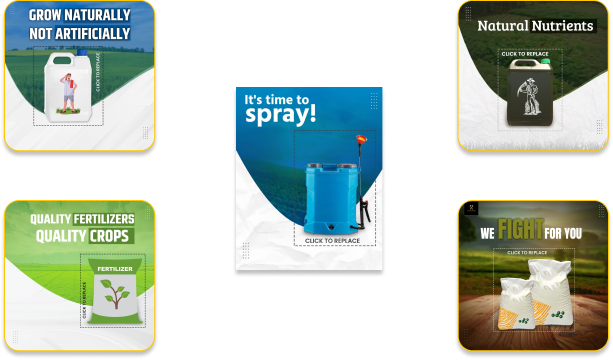 GROW NATURALLY
NOT ARTIFICIALLY
CLICK TO REPLACE
Natural Nutrients
CLICK TO REPLACE
It's time to
spray!
CLICK TO REPLACE
QUALITY FERTILIZERS
QUALITY CROPS
FERTILIZER
CLICK TO REPLACE
WE FIGHT FOR YOU
CLICK TO REPLACE